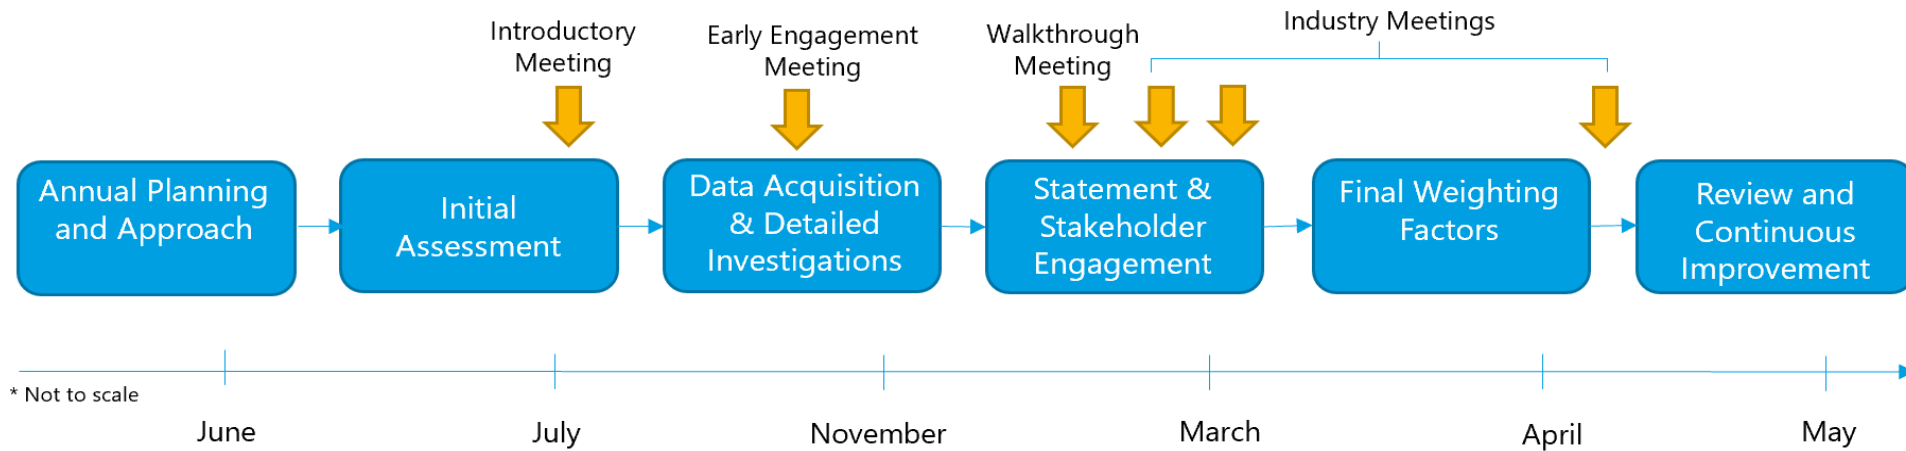 Introductory
Meeting
Early Engagement
Meeting
Walkthrough
Meeting
Industry Meetings
Annual Planning
and Approach
Initial
Assessment
Data Acquisition
& Detailed
Investigations
Statement &
Stakeholder
Engagement
Final Weighting
Factors
Review and
Continuous
Improvement
* Not to scale
June
July
November
March
April
May